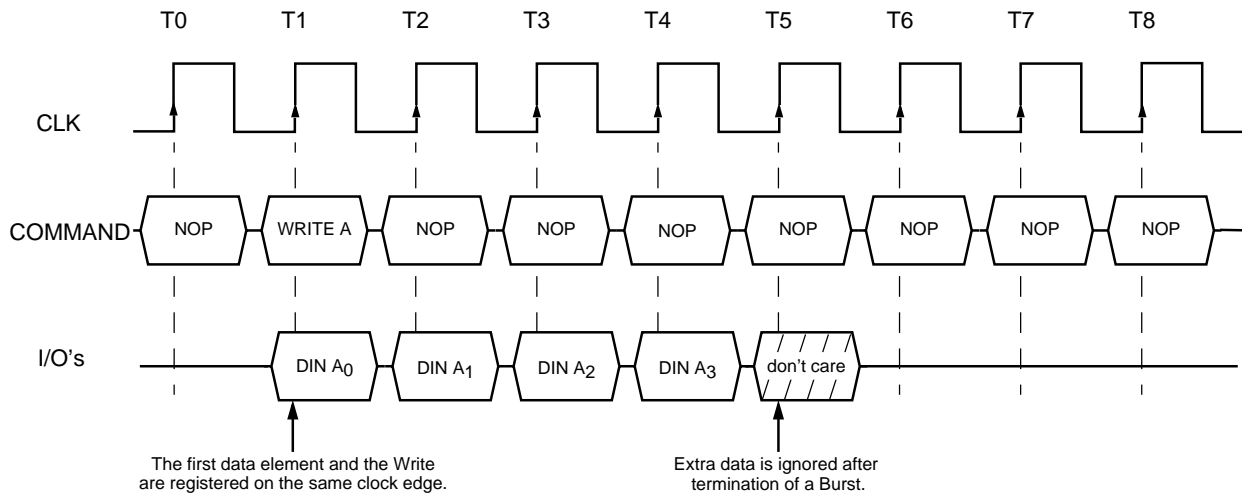 T0 T1 T2 T3 T4 T5 T6 T7 T8
CLK
COMMAND NOP WRITE A NOP NOP NOP NOP NOP NOP NOP
I/O's DIN A0 DIN A1 DIN A2 DIN A3 don't care
The first data element and the Write
are registered on the same clock edge.
Extra data is ignored after
termination of a Burst.